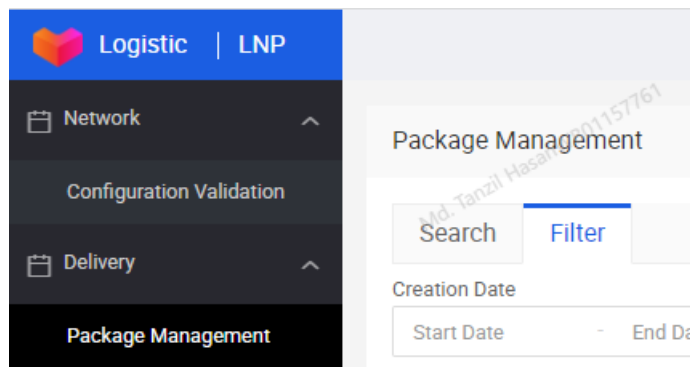 Logistic | LNP
Network
Configuration Validation
Delivery
Package Management
Package Management
Md. Tanzil Hasan
Search
Filter
Creation Date
Start Date - End Da